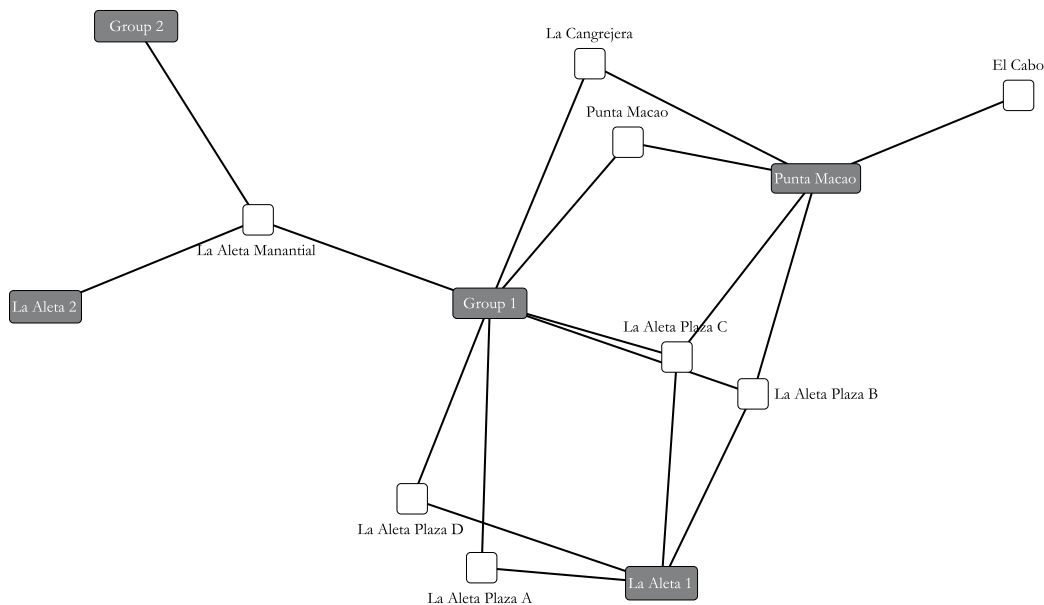 Group 2
La Cangrejera
El Cabo
Punta Macao
Punta Macao
La Aleta Manantial
La Aleta 2
Group 1
La Aleta Plaza C
La Aleta Plaza B
La Aleta Plaza D
La Aleta 1
La Aleta Plaza A